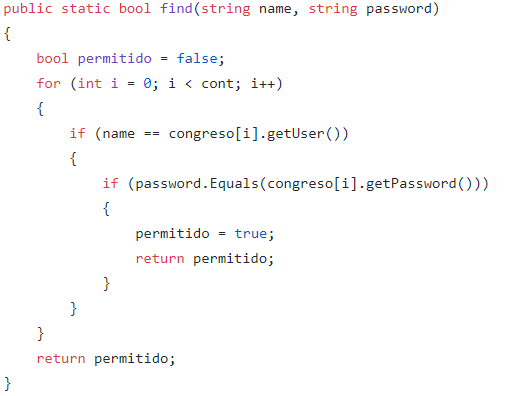 public static bool find(string name, string password)
{
    bool permitido = false;
    for (int i = 0; i < cont; i++)
    {
        if (name == congreso[i].getUser())
        {
            if (password.Equals(congreso[i].getPassword()))
            {
                permitido = true;
                return permitido;
            }
        }
    }
    return permitido;
}